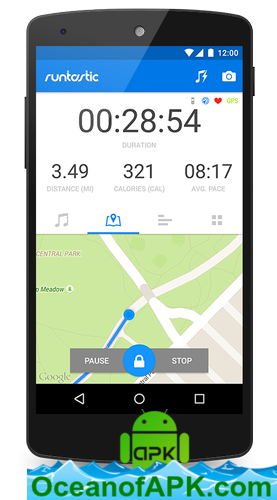 12:00
runtastic
GPS
00:28:54
DURATION
3.49 321 08:17
DISTANCE (MI) CALORIES (CAL) AVG. PACE
CENTRAL PARK
p Meadow
PAUSE STOP
Google
APK
OceanofAPK.com